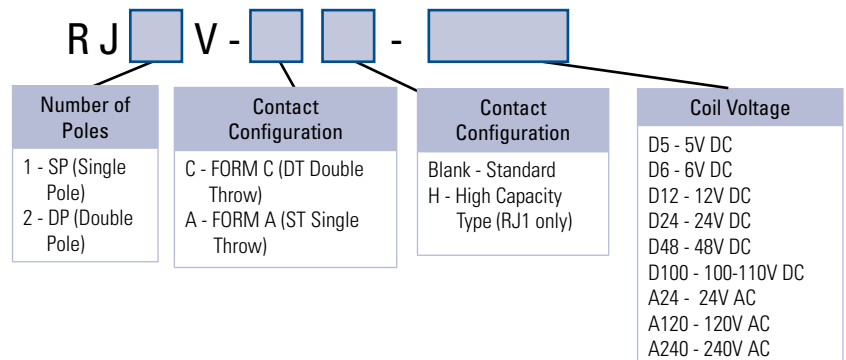 RJ V - -
Number of
Poles
1 - SP (Single
Pole)
2 - DP (Double
Pole)
Contact
Configuration
C - FORM C (DT Double
Throw)
A - FORM A (ST Single
Throw)
Contact
Configuration
Blank - Standard
H - High Capacity
Type (RJ1 only)
Coil Voltage
D5 - 5V DC
D6 - 6V DC
D12 - 12V DC
D24 - 24V DC
D48 - 48V DC
D100 - 100-110V DC
A24 - 24V AC
A120 - 120V AC
A240 - 240V AC